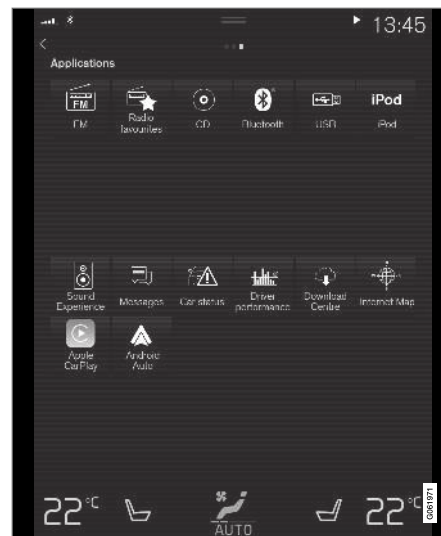 13:45
Applications
FM
iPod
FM
Radio
favourites
CD
Bluetooth
USB
iPod
Sound
Experience
Messages
Car status
Driver
performance
Download
Centre
Internet Map
Apple
CarPlay
Android
Auto
22°C
22°C
AUTO
G061971